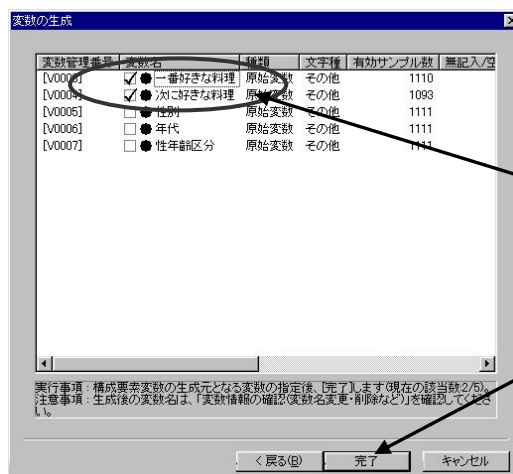 変数の生成
変数管理番号 変数名 種類 文字種 有効サンプル数 無記入/空
一番好きな料理 原始変数 その他 1110
[V0004] 次に好きな料理 原始変数 その他 1093
[V0005] 性別 原始変数 その他 1111
[V0006] 年代 原始変数 その他 1111
[V0007] 性年齢区分 原始変数 その他 1111
実行事項：構成要素変数の生成元となる変数の指定後、[完了]します(現在の該当数:2/5)。
注意事項：生成後の変数名は、「変数情報の確認(変数名変更・削除など)」を確認してくださ
い。
< 戻る(B) 完了 キャンセル